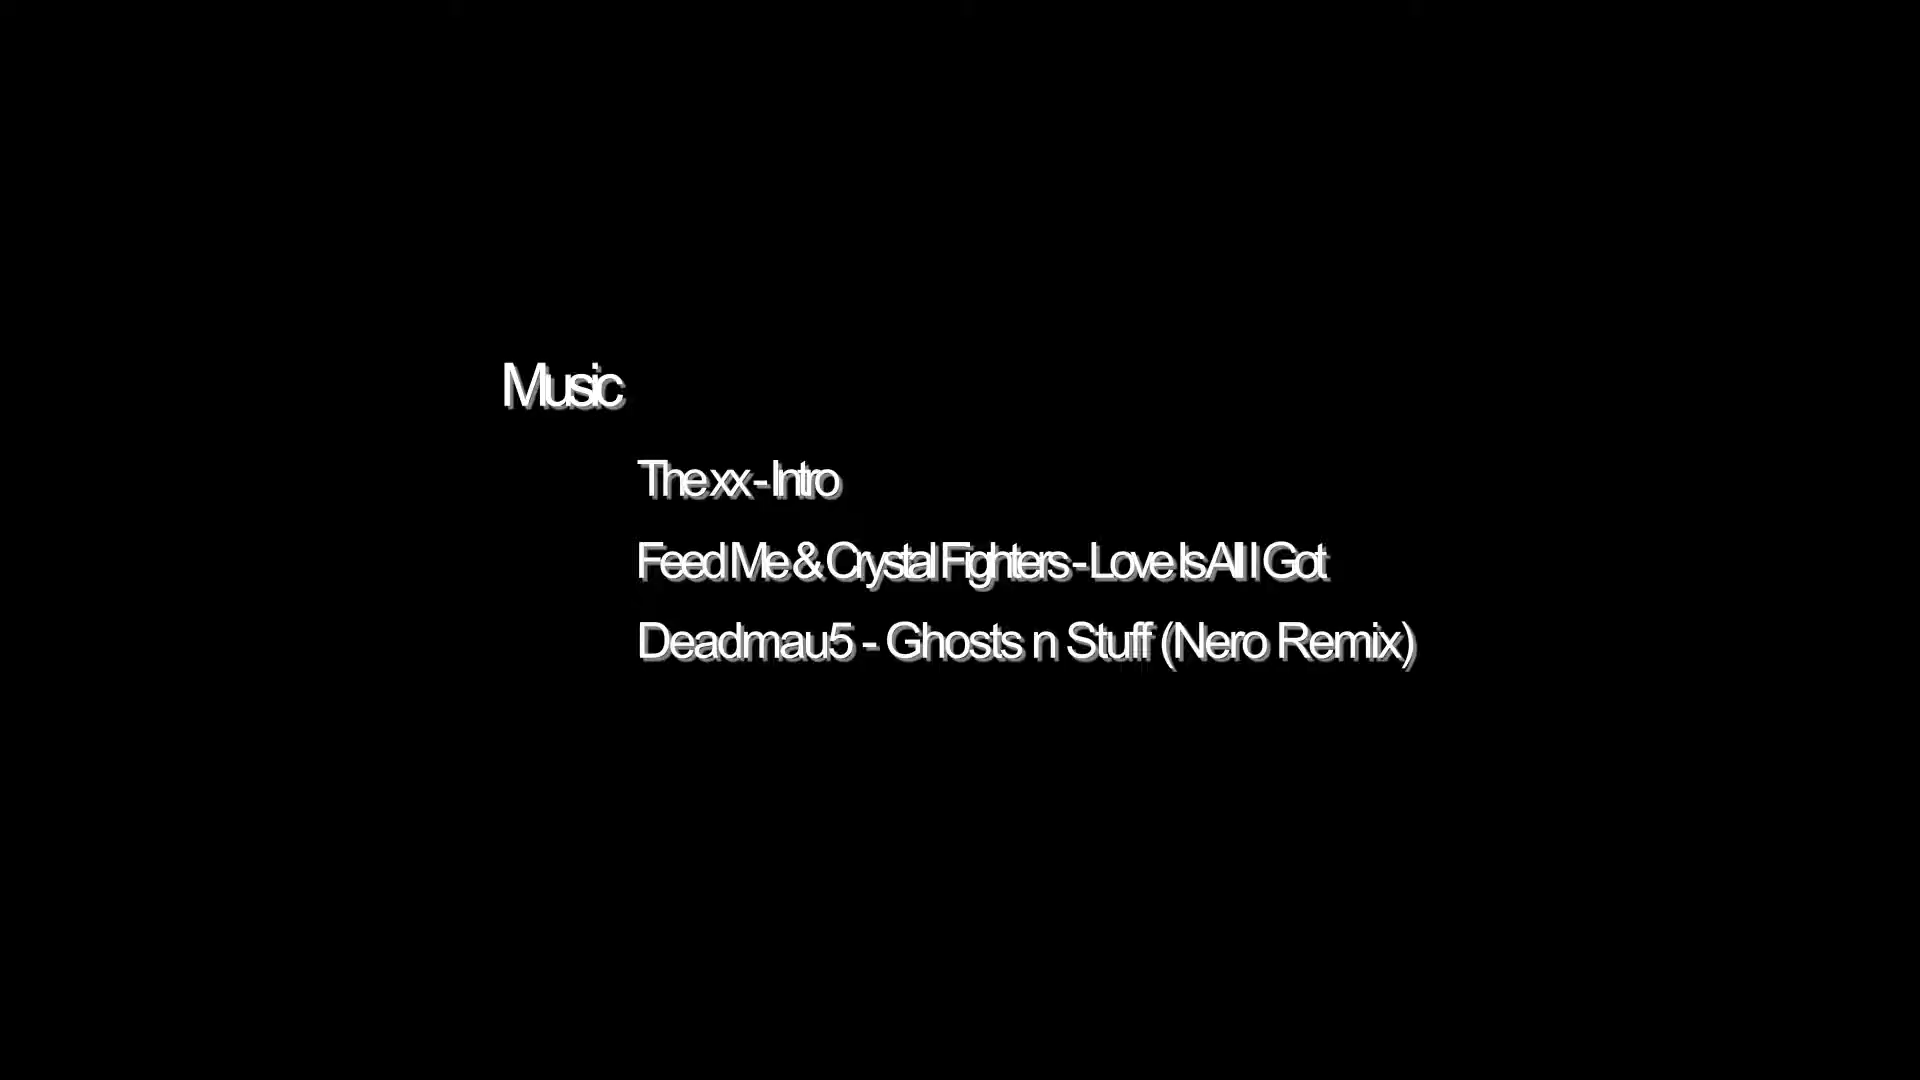 Music
The xx - Intro
Feed Me & Crystal Fighters - Love Is All I Got
Deadmau5 - Ghosts n Stuff (Nero Remix)